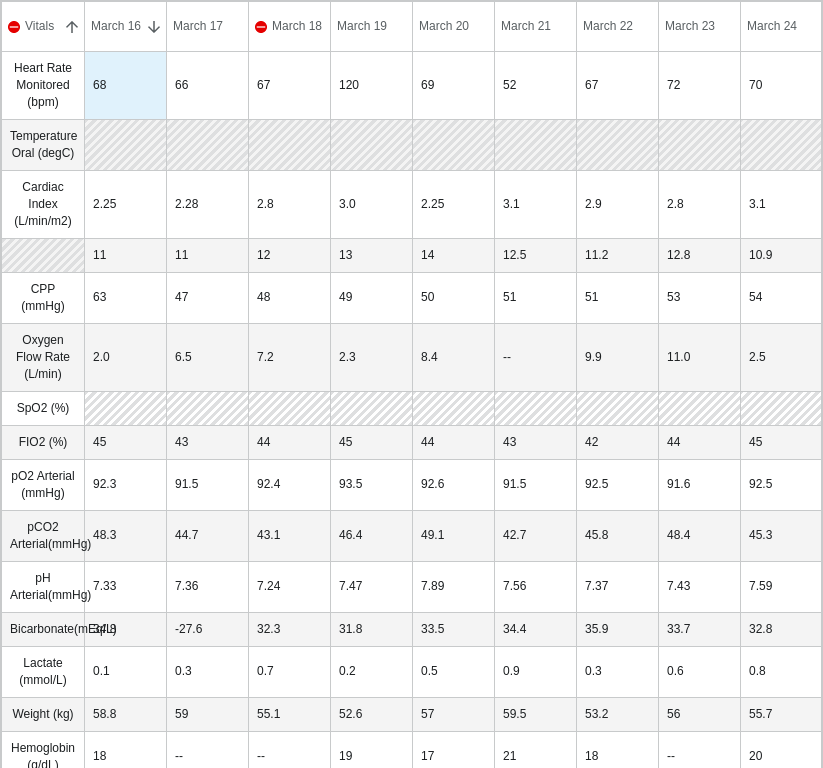 Vitals March 16 March 17 March 18 March 19 March 20 March 21 March 22 March 23 March 24
Heart Rate
Monitored
(bpm)
68 66 67 120 69 52 67 72 70
Temperature
Oral (degC)
Cardiac
Index
(L/min/m2)
2.25 2.28 2.8 3.0 2.25 3.1 2.9 2.8 3.1
11 11 12 13 14 12.5 11.2 12.8 10.9
CPP
(mmHg)
63 47 48 49 50 51 51 53 54
Oxygen
Flow Rate
(L/min)
2.0 6.5 7.2 2.3 8.4 -- 9.9 11.0 2.5
SpO2 (%)
FIO2 (%) 45 43 44 45 44 43 42 44 45
pO2 Arterial
(mmHg)
92.3 91.5 92.4 93.5 92.6 91.5 92.5 91.6 92.5
pCO2
Arterial(mmHg)
48.3 44.7 43.1 46.4 49.1 42.7 45.8 48.4 45.3
pH
Arterial(mmHg)
7.33 7.36 7.24 7.47 7.89 7.56 7.37 7.43 7.59
Bicarbonate(mEq/L) 34.3 -27.6 32.3 31.8 33.5 34.4 35.9 33.7 32.8
Lactate
(mmol/L)
0.1 0.3 0.7 0.2 0.5 0.9 0.3 0.6 0.8
Weight (kg) 58.8 59 55.1 52.6 57 59.5 53.2 56 55.7
Hemoglobin
(g/dL)
18 -- -- 19 17 21 18 -- 20